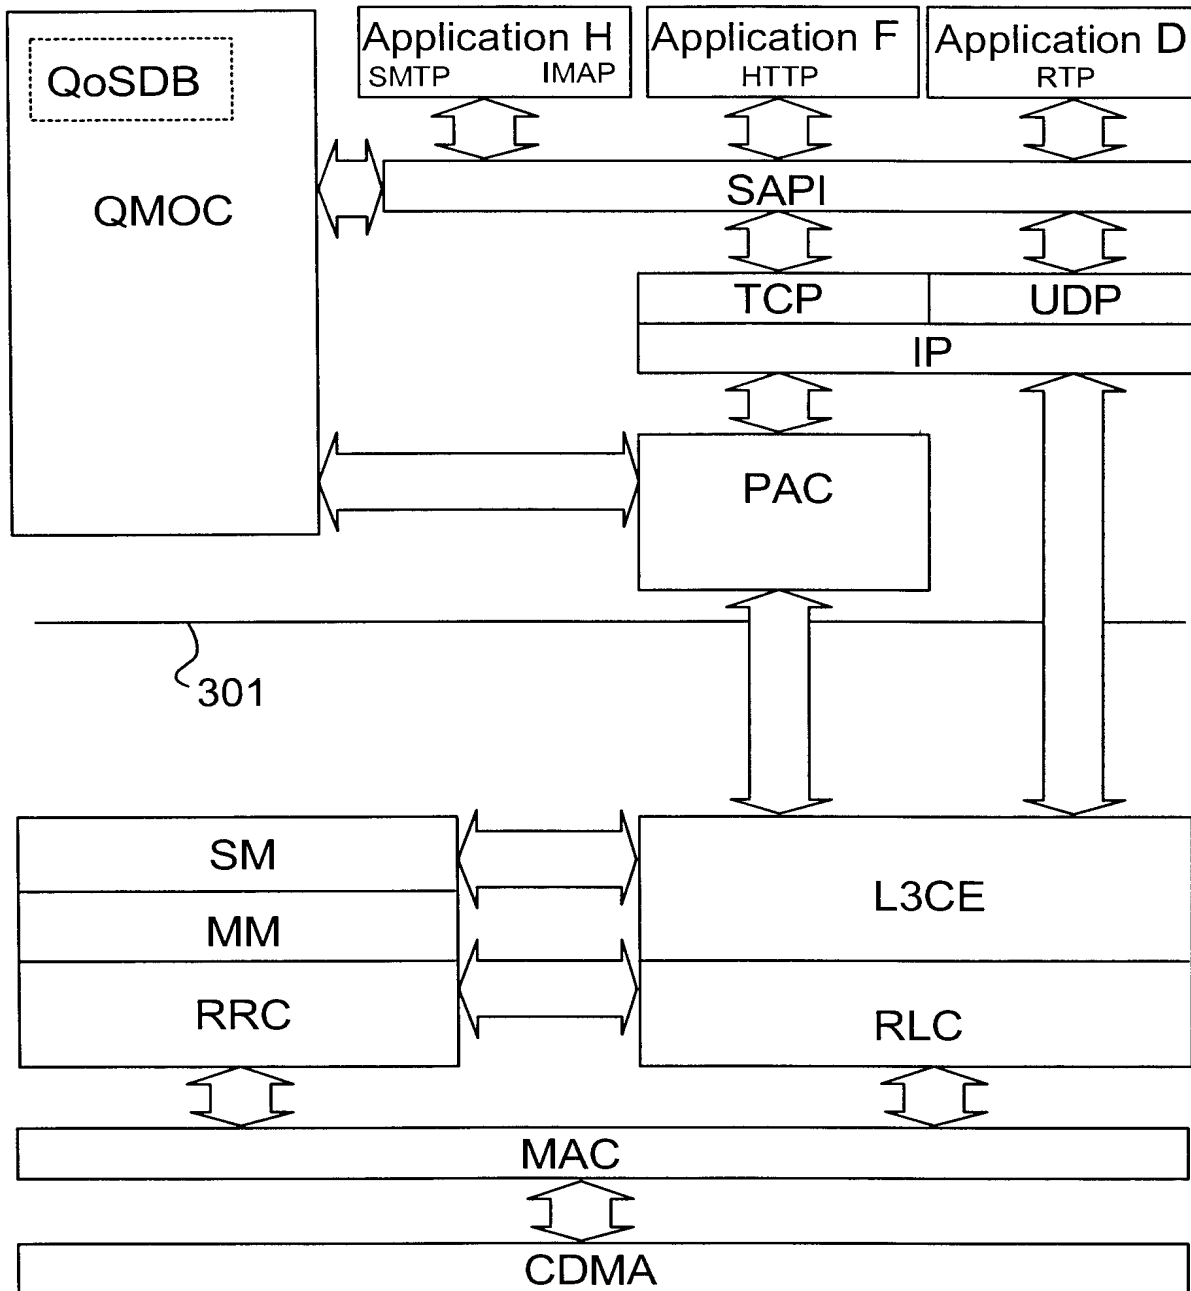 QoSDB
QMOC
Application H
SMTP IMAP
Application F
HTTP
Application D
RTP
SAPI
TCP
UDP
IP
PAC
301
SM
MM
RRC
L3CE
RLC
MAC
CDMA